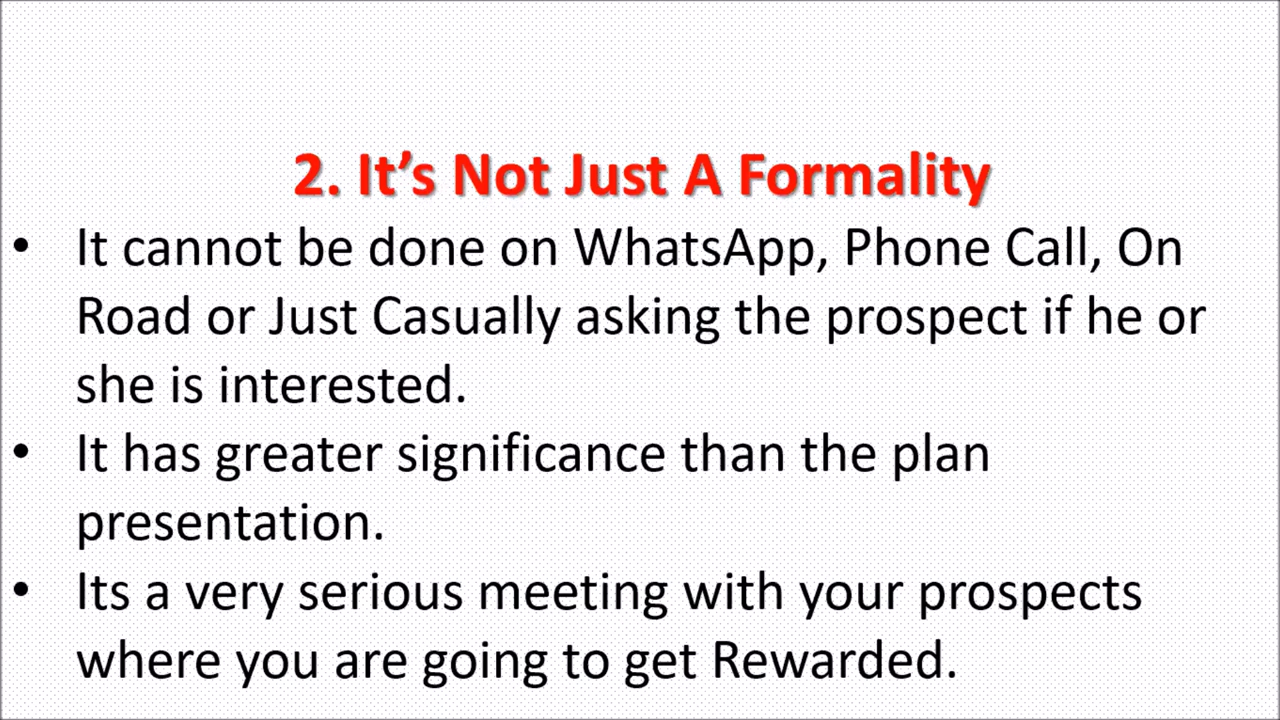 2. It’s Not Just A Formality
• It cannot be done on WhatsApp, Phone Call, On
Road or Just Casually asking the prospect if he or
she is interested.
• It has greater significance than the plan
presentation.
• Its a very serious meeting with your prospects
where you are going to get Rewarded.